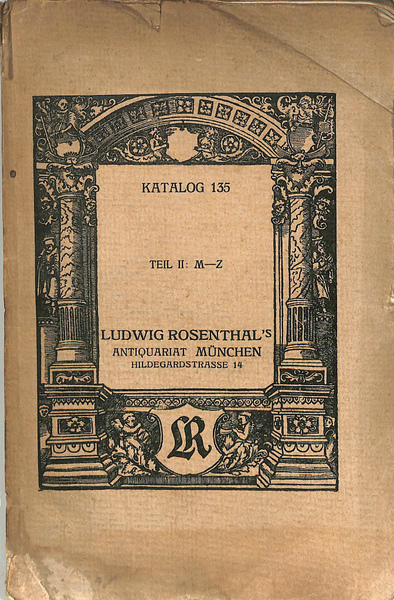 KATALOG 135
TEIL II: M—Z
LUDWIG ROSENTHAL'S
ANTIQUARIAT MÜNCHEN
HILDEGARDSTRASSE 14
LR